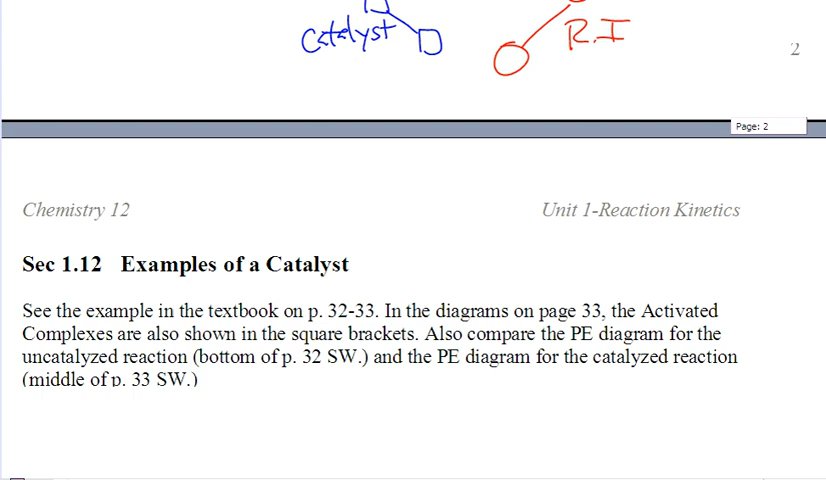 Catalyst
R.I
2
Page: 2
Chemistry 12 Unit 1-Reaction Kinetics
Sec 1.12 Examples of a Catalyst
See the example in the textbook on p. 32-33. In the diagrams on page 33, the Activated
Complexes are also shown in the square brackets. Also compare the PE diagram for the
uncatalyzed reaction (bottom of p. 32 SW.) and the PE diagram for the catalyzed reaction
(middle of p. 33 SW.)